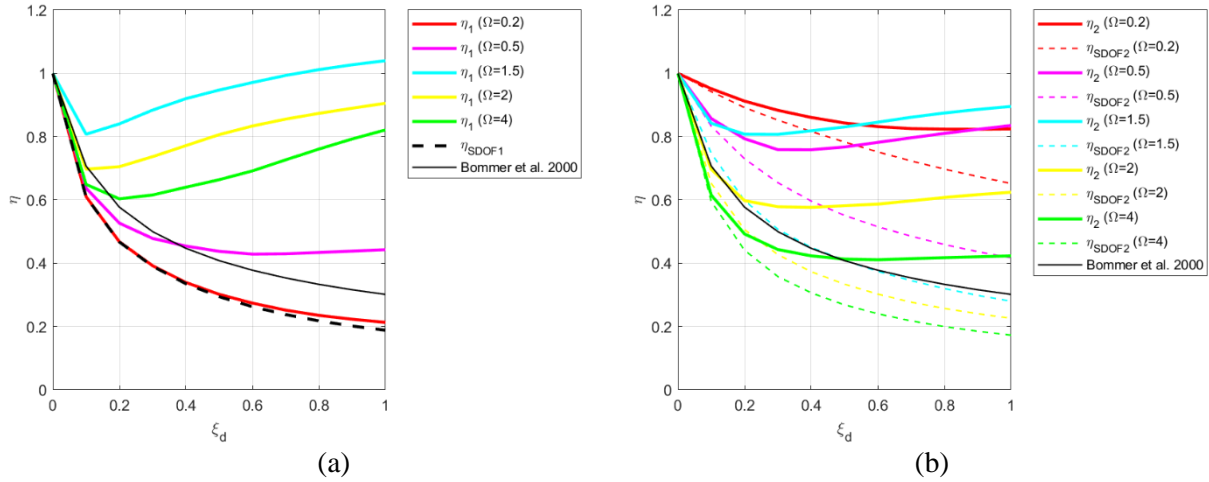 1.2
1
0.8
0.6
0.4
0.2
0
η
0 0.2 0.4 0.6 0.8 1
ξd
η1 (Ω=0.2)
η1 (Ω=0.5)
η1 (Ω=1.5)
η1 (Ω=2)
η1 (Ω=4)
ηSDOF1
Bommer et al. 2000
(a)
1.2
1
0.8
0.6
0.4
0.2
0
η
0 0.2 0.4 0.6 0.8 1
ξd
η2 (Ω=0.2)
ηSDOF2 (Ω=0.2)
η2 (Ω=0.5)
ηSDOF2 (Ω=0.5)
η2 (Ω=1.5)
ηSDOF2 (Ω=1.5)
η2 (Ω=2)
ηSDOF2 (Ω=2)
η2 (Ω=4)
ηSDOF2 (Ω=4)
Bommer et al. 2000
(b)